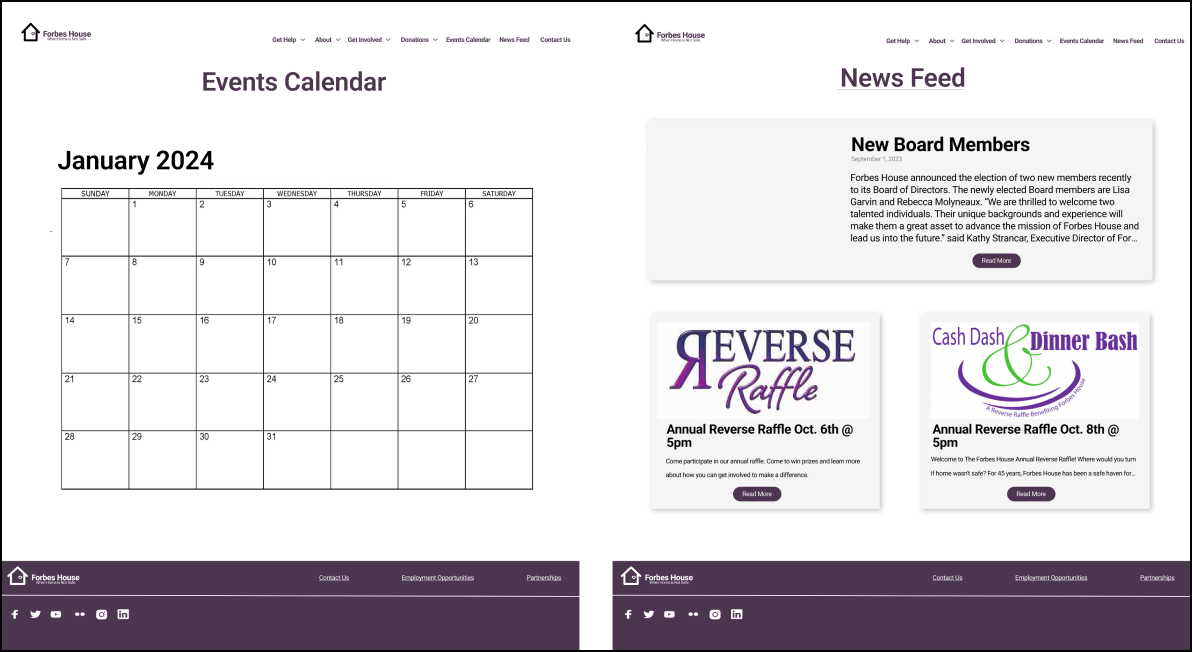 Forbes House
When Home is Not Safe.
Get Help About Get Involved Donations Events Calendar News Feed Contact Us
Events Calendar
January 2024
SUNDAY MONDAY TUESDAY WEDNESDAY THURSDAY FRIDAY SATURDAY
1 2 3 4 5 6
7 8 9 10 11 12 13
14 15 16 17 18 19 20
21 22 23 24 25 26 27
28 29 30 31
Forbes House
When Home is Not Safe.
Contact Us Employment Opportunities Partnerships
Forbes House
When Home is Not Safe.
Get Help About Get Involved Donations Events Calendar News Feed Contact Us
News Feed
New Board Members
September 1, 2023
Forbes House announced the election of two new members recently
to its Board of Directors. The newly elected Board members are Lisa
Garvin and Rebecca Molyneaux. “We are thrilled to welcome two
talented individuals. Their unique backgrounds and experience will
make them a great asset to advance the mission of Forbes House and
lead us into the future.” said Kathy Strancar, Executive Director of For...
Read More
REVERSE
Raffle
Annual Reverse Raffle Oct. 6th @
5pm
Come participate in our annual raffle. Come to win prizes and learn more
about how you can get involved to make a difference.
Read More
Cash Dash & Dinner Bash
A Reverse Raffle Benefiting Forbes House
Annual Reverse Raffle Oct. 8th @
5pm
Welcome to The Forbes House Annual Reverse Raffle! Where would you turn
if home wasn't safe? For 45 years, Forbes House has been a safe haven for...
Read More
Forbes House
When Home is Not Safe.
Contact Us Employment Opportunities Partnerships